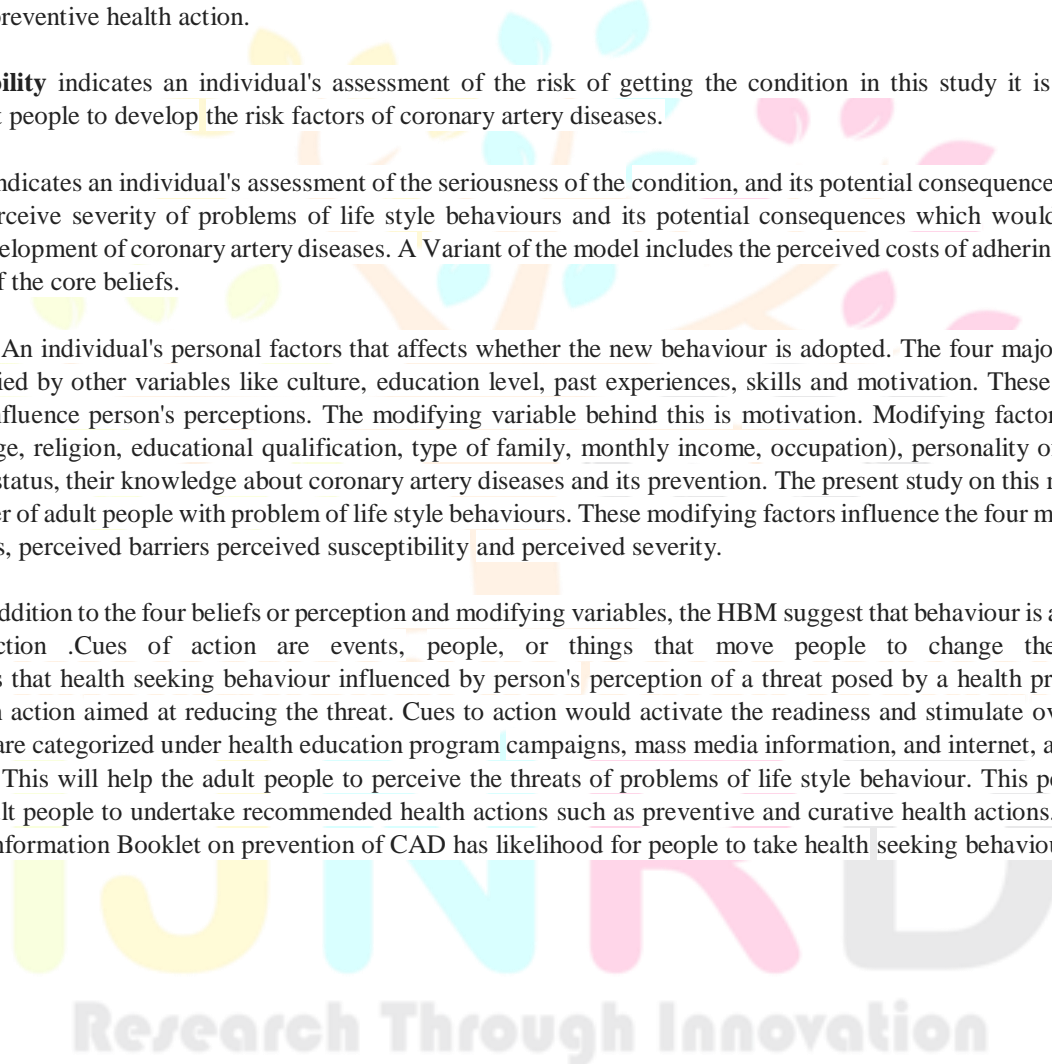 preventive health action.
bility indicates an individual's assessment of the risk of getting the condition in this study it is
t people to develop the risk factors of coronary artery diseases.
ndicates an individual's assessment of the seriousness of the condition, and its potential consequence
rceive severity of problems of life style behaviours and its potential consequences which would
velopment of coronary artery diseases. A Variant of the model includes the perceived costs of adherin
f the core beliefs.
An individual's personal factors that affects whether the new behaviour is adopted. The four majo
ied by other variables like culture, education level, past experiences, skills and motivation. These
nfluence person's perceptions. The modifying variable behind this is motivation. Modifying factor
ge, religion, educational qualification, type of family, monthly income, occupation), personality o
status, their knowledge about coronary artery diseases and its prevention. The present study on this
er of adult people with problem of life style behaviours. These modifying factors influence the four m
s, perceived barriers perceived susceptibility and perceived severity.
ddition to the four beliefs or perception and modifying variables, the HBM suggest that behaviour is a
ction .Cues of action are events, people, or things that move people to change the
s that health seeking behaviour influenced by person's perception of a threat posed by a health pr
n action aimed at reducing the threat. Cues to action would activate the readiness and stimulate ov
are categorized under health education program campaigns, mass media information, and internet, a
This will help the adult people to perceive the threats of problems of life style behaviour. This pe
lt people to undertake recommended health actions such as preventive and curative health actions.
nformation Booklet on prevention of CAD has likelihood for people to take health seeking behaviou
IJNRD
Research Through Innovation